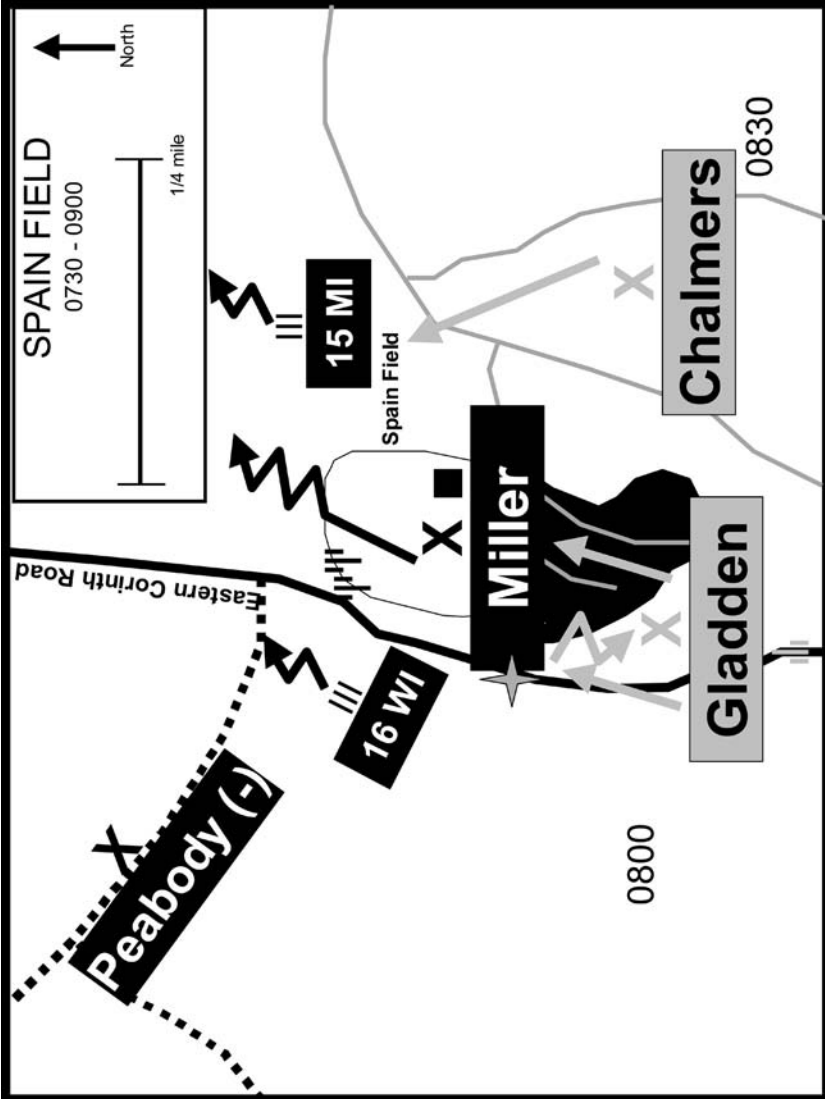 SPAIN FIELD
0730 - 0900
1/4 mile
North
Eastern Corinth Road
Peabody (-)
X
16 WI
15 MI
Spain Field
X
Miller
0800
X
Gladden
X
Chalmers
0830